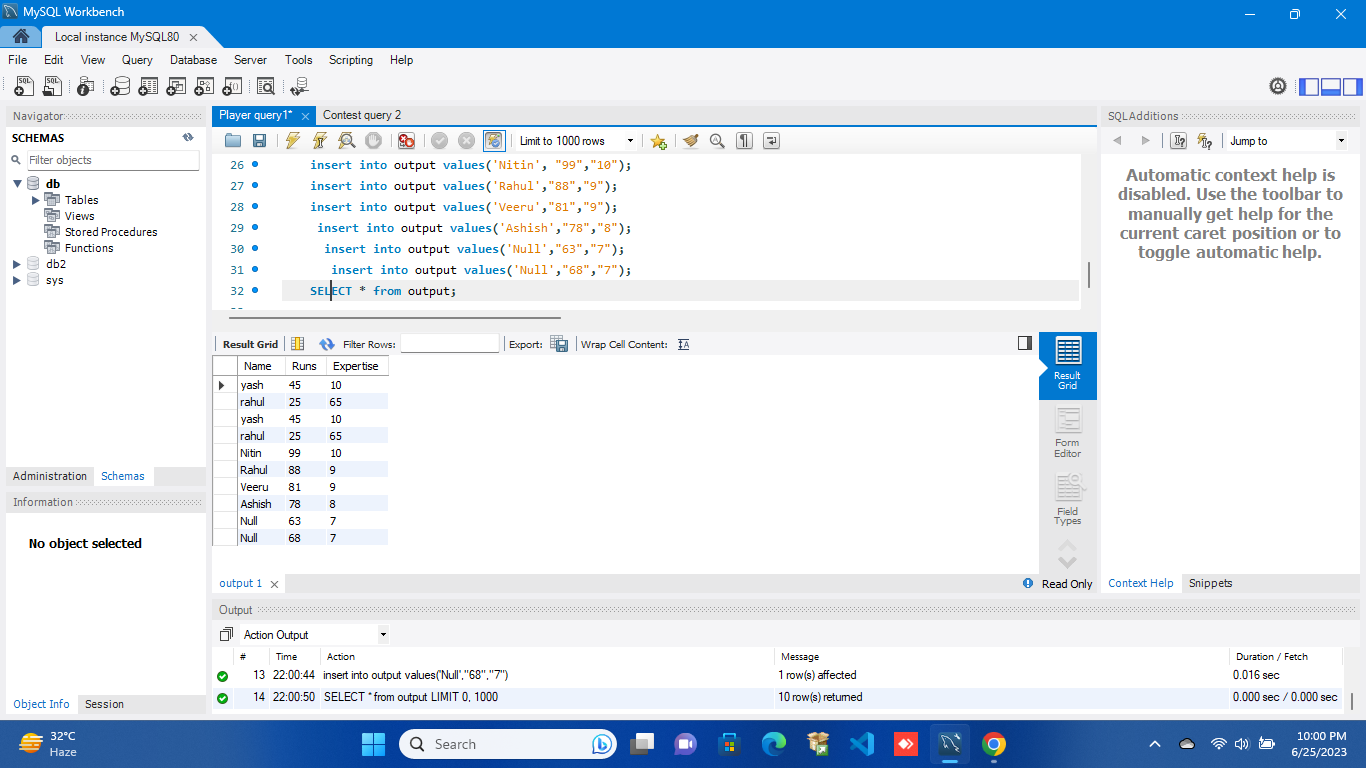 MySQL Workbench
Local instance MySQL80
File Edit View Query Database Server Tools Scripting Help
Navigator
SCHEMAS
Filter objects
db
Tables
Views
Stored Procedures
Functions
db2
sys
Administration Schemas
Information
No object selected
Object Info Session
Player query1* Contest query 2
Limit to 1000 rows
26 insert into output values('Nitin', "99","10");
27 insert into output values('Rahul',"88","9");
28 insert into output values('Veeru',"81","9");
29 insert into output values('Ashish',"78","8");
30 insert into output values('Null',"63","7");
31 insert into output values('Null',"68","7");
32 SELECT * from output;
Result Grid Filter Rows: Export: Wrap Cell Content:
Name Runs Expertise
yash 45 10
rahul 25 65
yash 45 10
rahul 25 65
Nitin 99 10
Rahul 88 9
Veeru 81 9
Ashish 78 8
Null 63 7
Null 68 7
Result
Grid
Form
Editor
Field
Types
output 1
Read Only
SQLAdditions
Jump to
Automatic context help is
disabled. Use the toolbar to
manually get help for the
current caret position or to
toggle automatic help.
Context Help Snippets
Output
Action Output
# Time Action Message Duration / Fetch
13 22:00:44 insert into output values('Null',"68","7") 1 row(s) affected 0.016 sec
14 22:00:50 SELECT * from output LIMIT 0, 1000 10 row(s) returned 0.000 sec / 0.000 sec
32°C
Haze
Search
10:00 PM
6/25/2023